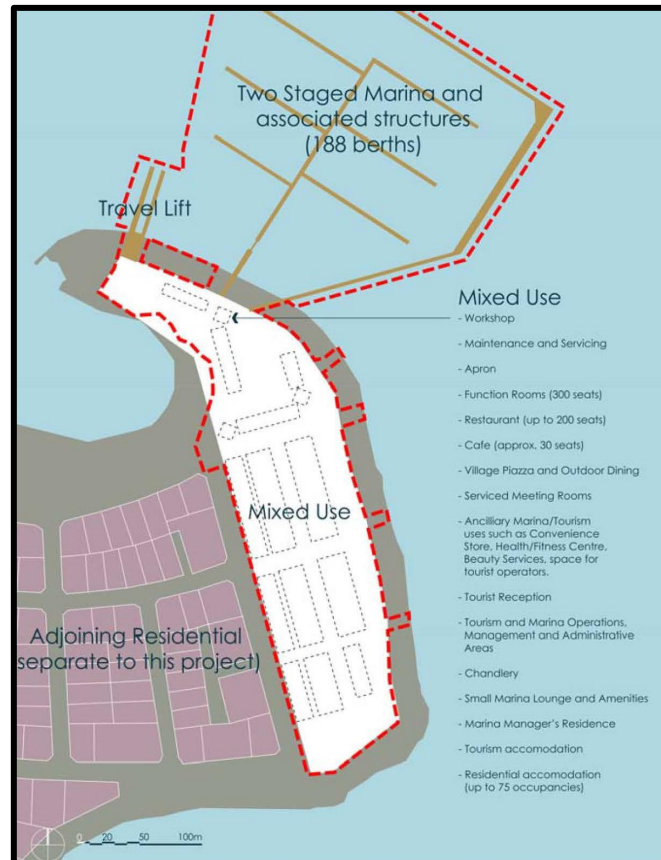 Two Staged Marina and
associated structures
(188 berths)
Travel Lift
Mixed Use
- Workshop
- Maintenance and Servicing
- Apron
- Function Rooms (300 seats)
- Restaurant (up to 200 seats)
- Cafe (approx. 30 seats)
- Village Piazza and Outdoor Dining
- Serviced Meeting Rooms
- Ancilliary Marina/Tourism
uses such as Convenience
Store, Health/Fitness Centre,
Beauty Services, space for
tourist operators.
- Tourist Reception
- Tourism and Marina Operations,
Management and Administrative
Areas
- Chandlery
- Small Marina Lounge and Amenities
- Marina Manager's Residence
- Tourism accomodation
- Residential accomodation
(up to 75 occupancies)
Mixed Use
Adjoining Residential
separate to this project)
0 20 50 100m